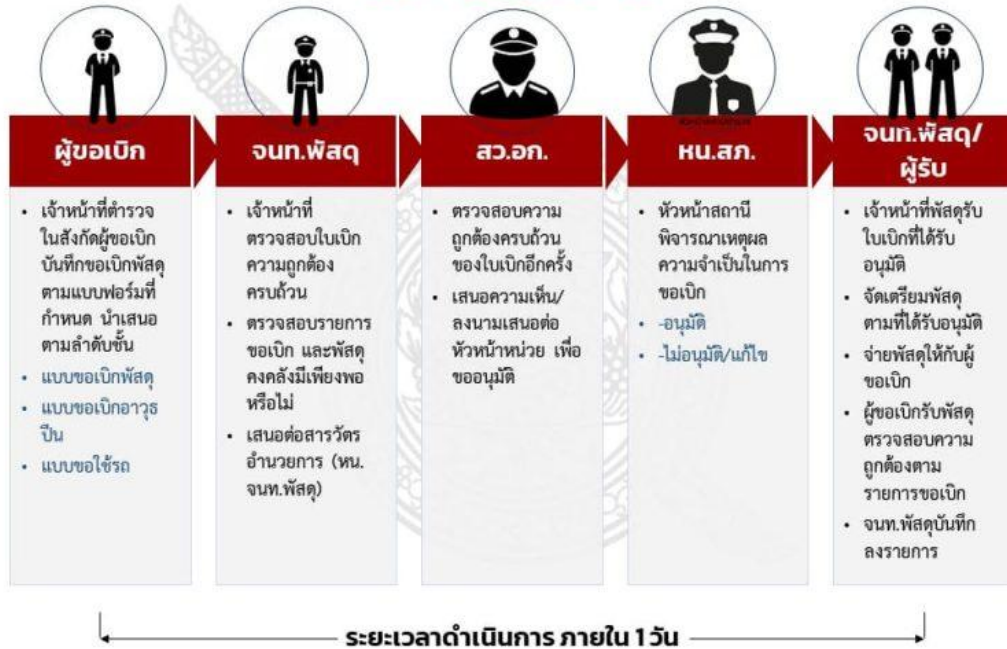 ผู้ขอเบิก
เจ้าหน้าที่ตำรวจ
ในสังกัดผู้ขอเบิก
บันทึกขอเบิกพัสดุ
ตามแบบฟอร์มที่
กำหนด นำเสนอ
ตามลำดับชั้น
แบบขอเบิกพัสดุ
แบบขอเบิกอาวุธ
ปืน
แบบขอใช้รถ
จนท.พัสดุ
เจ้าหน้าที่
ตรวจสอบใบเบิก
ความถูกต้อง
ครบถ้วน
ตรวจสอบรายการ
ขอเบิก และพัสดุ
คงคลังมีเพียงพอ
หรือไม่
เสนอต่อสารวัตร
อำนวยการ (หน.
จนท.พัสดุ)
สว.อก.
ตรวจสอบความ
ถูกต้องครบถ้วน
ของใบเบิกอีกครั้ง
เสนอความเห็น/
ลงนามเสนอต่อ
หัวหน้าหน่วย เพื่อ
ขออนุมัติ
หน.สภ.
หัวหน้าสถานี
พิจารณาเหตุผล
ความจำเป็นในการ
ขอเบิก
-อนุมัติ
-ไม่อนุมัติ/แก้ไข
จนท.พัสดุ/
ผู้รับ
เจ้าหน้าที่พัสดุรับ
ใบเบิกที่ได้รับ
อนุมัติ
จัดเตรียมพัสดุ
ตามที่ได้รับอนุมัติ
จ่ายพัสดุให้กับผู้
ขอเบิก
ผู้ขอเบิกรับพัสดุ
ตรวจสอบความ
ถูกต้องตาม
รายการขอเบิก
จนท.พัสดุบันทึก
ลงรายการ
ระยะเวลาดำเนินการ ภายใน 1 วัน